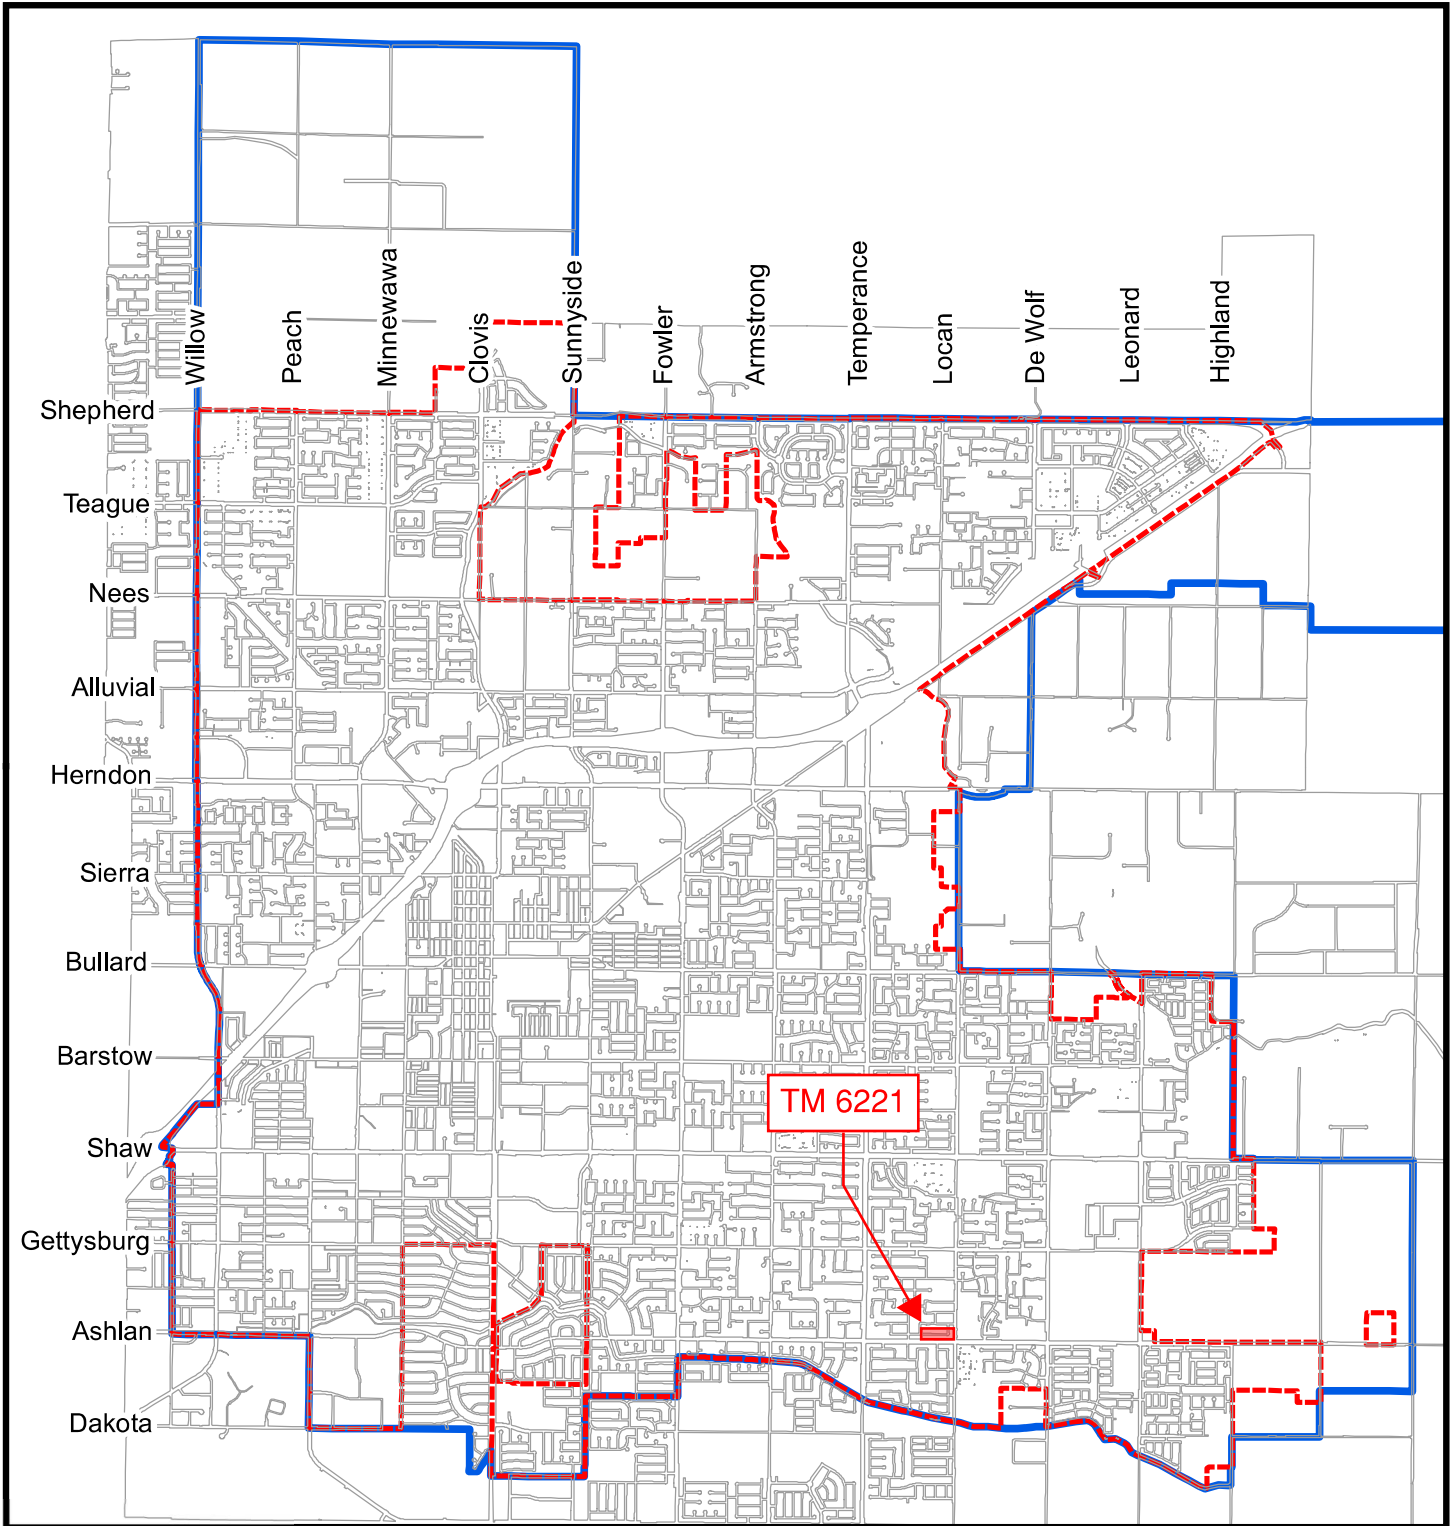 Willow
Peach
Minnewawa
Clovis
Sunnyside
Fowler
Armstrong
Temperance
Locan
De Wolf
Leonard
Highland
Shepherd
Teague
Nees
Alluvial
Herndon
Sierra
Bullard
Barstow
TM 6221
Shaw
Gettysburg
Ashlan
Dakota